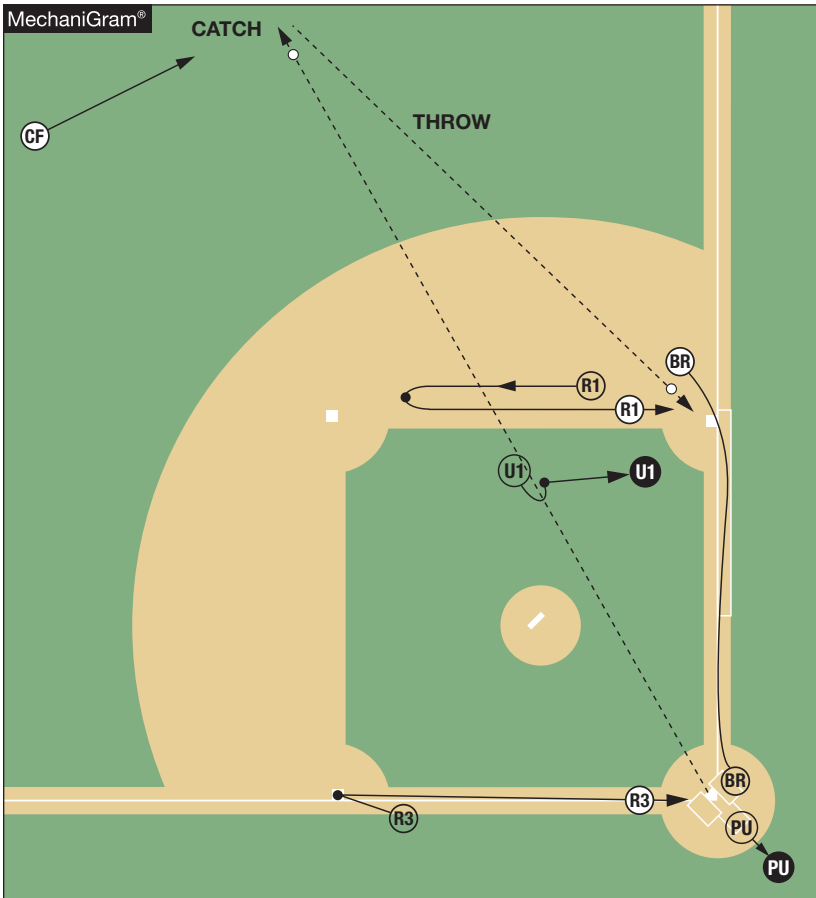 MechaniGram®
CATCH
CF
THROW
BR
R1
R1
U1
U1
BR
R3
R3
PU
PU